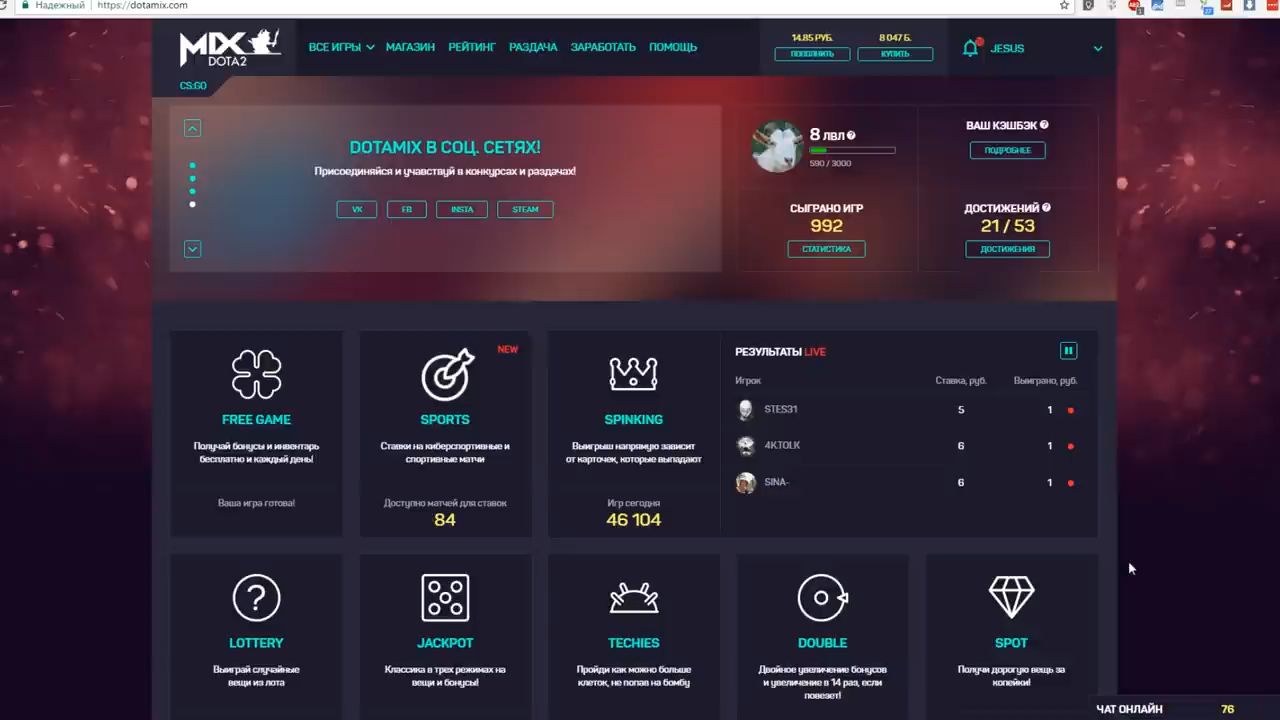 Надежный https://dotamix.com
MIX
DOTA2
ВСЕ ИГРЫ МАГАЗИН РЕЙТИНГ РАЗДАЧА ЗАРАБОТАТЬ ПОМОЩЬ
14.85 РУБ. 8 047 Б.
ПОПОЛНИТЬ КУПИТЬ
JESUS
CS:GO
DOTAMIX В СОЦ. СЕТЯХ!
Присоединяйся и учавствуй в конкурсах и раздачах!
VK FB INSTA STEAM
8 ЛВЛ
590 / 3000
ВАШ КЭШБЭК
ПОДРОБНЕЕ
СЫГРАНО ИГР
992
СТАТИСТИКА
ДОСТИЖЕНИЙ
21 / 53
ДОСТИЖЕНИЯ
FREE GAME
Получай бонусы и инвентарь
бесплатно и каждый день!
Ваша игра готова!
NEW
SPORTS
Ставки на киберспортивные и
спортивные матчи
Доступно матчей для ставок
84
SPINKING
Выигрыш напрямую зависит
от карточек, которые выпадают
Игр сегодня
46 104
РЕЗУЛЬТАТЫ LIVE
Игрок Ставка, руб. Выиграно, руб.
STES31 5 1
4KTOLK 6 1
SINA- 6 1
LOTTERY
Выиграй случайные
вещи из лота
JACKPOT
Классика в трех режимах на
вещи и бонусы!
TECHIES
Пройди как можно больше
клеток, не попав на бомбу
DOUBLE
Двойное увеличение бонусов
и увеличение в 14 раз, если
повезет!
SPOT
Получи дорогую вещь за
копейки!
ЧАТ ОНЛАЙН 76